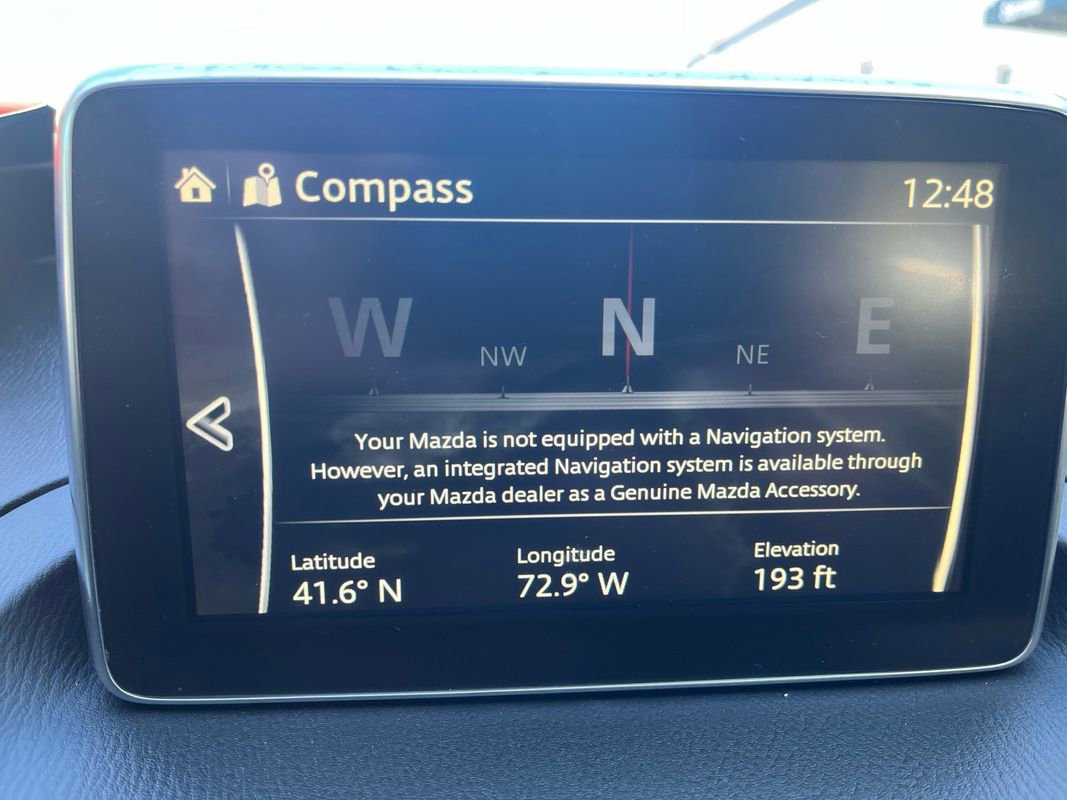 Compass
12:48
W NW N NE E
Your Mazda is not equipped with a Navigation system.
However, an integrated Navigation system is available through
your Mazda dealer as a Genuine Mazda Accessory.
Latitude Longitude Elevation
41.6° N 72.9° W 193 ft